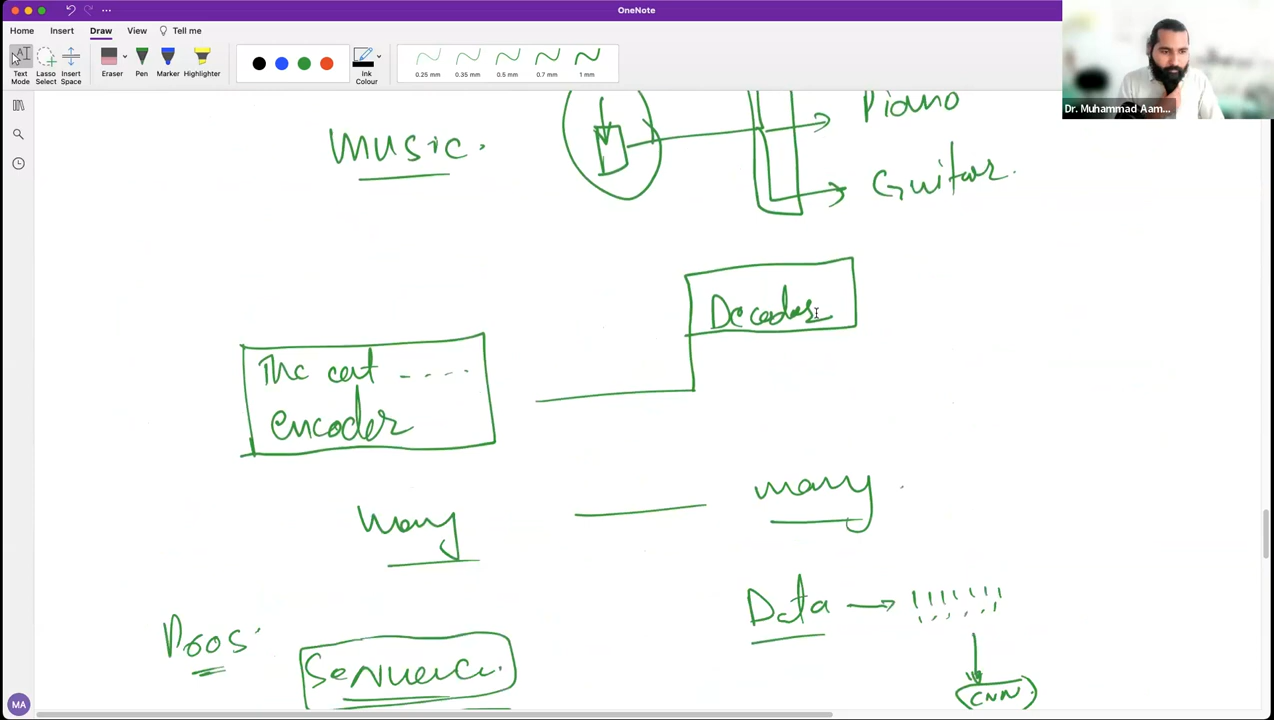 OneNote
Home Insert Draw View Tell me
Text Mode
Lasso Select
Insert Space
Eraser
Pen
Marker
Highlighter
Ink Colour
0.25 mm
0.35 mm
0.5 mm
0.7 mm
1 mm
Dr. Muhammad Aam...
Piano
Music.
Guitar.
Decoder
The cat ----
encoder
many
many
Data →
Pros:
Sequence.
CNN
MA